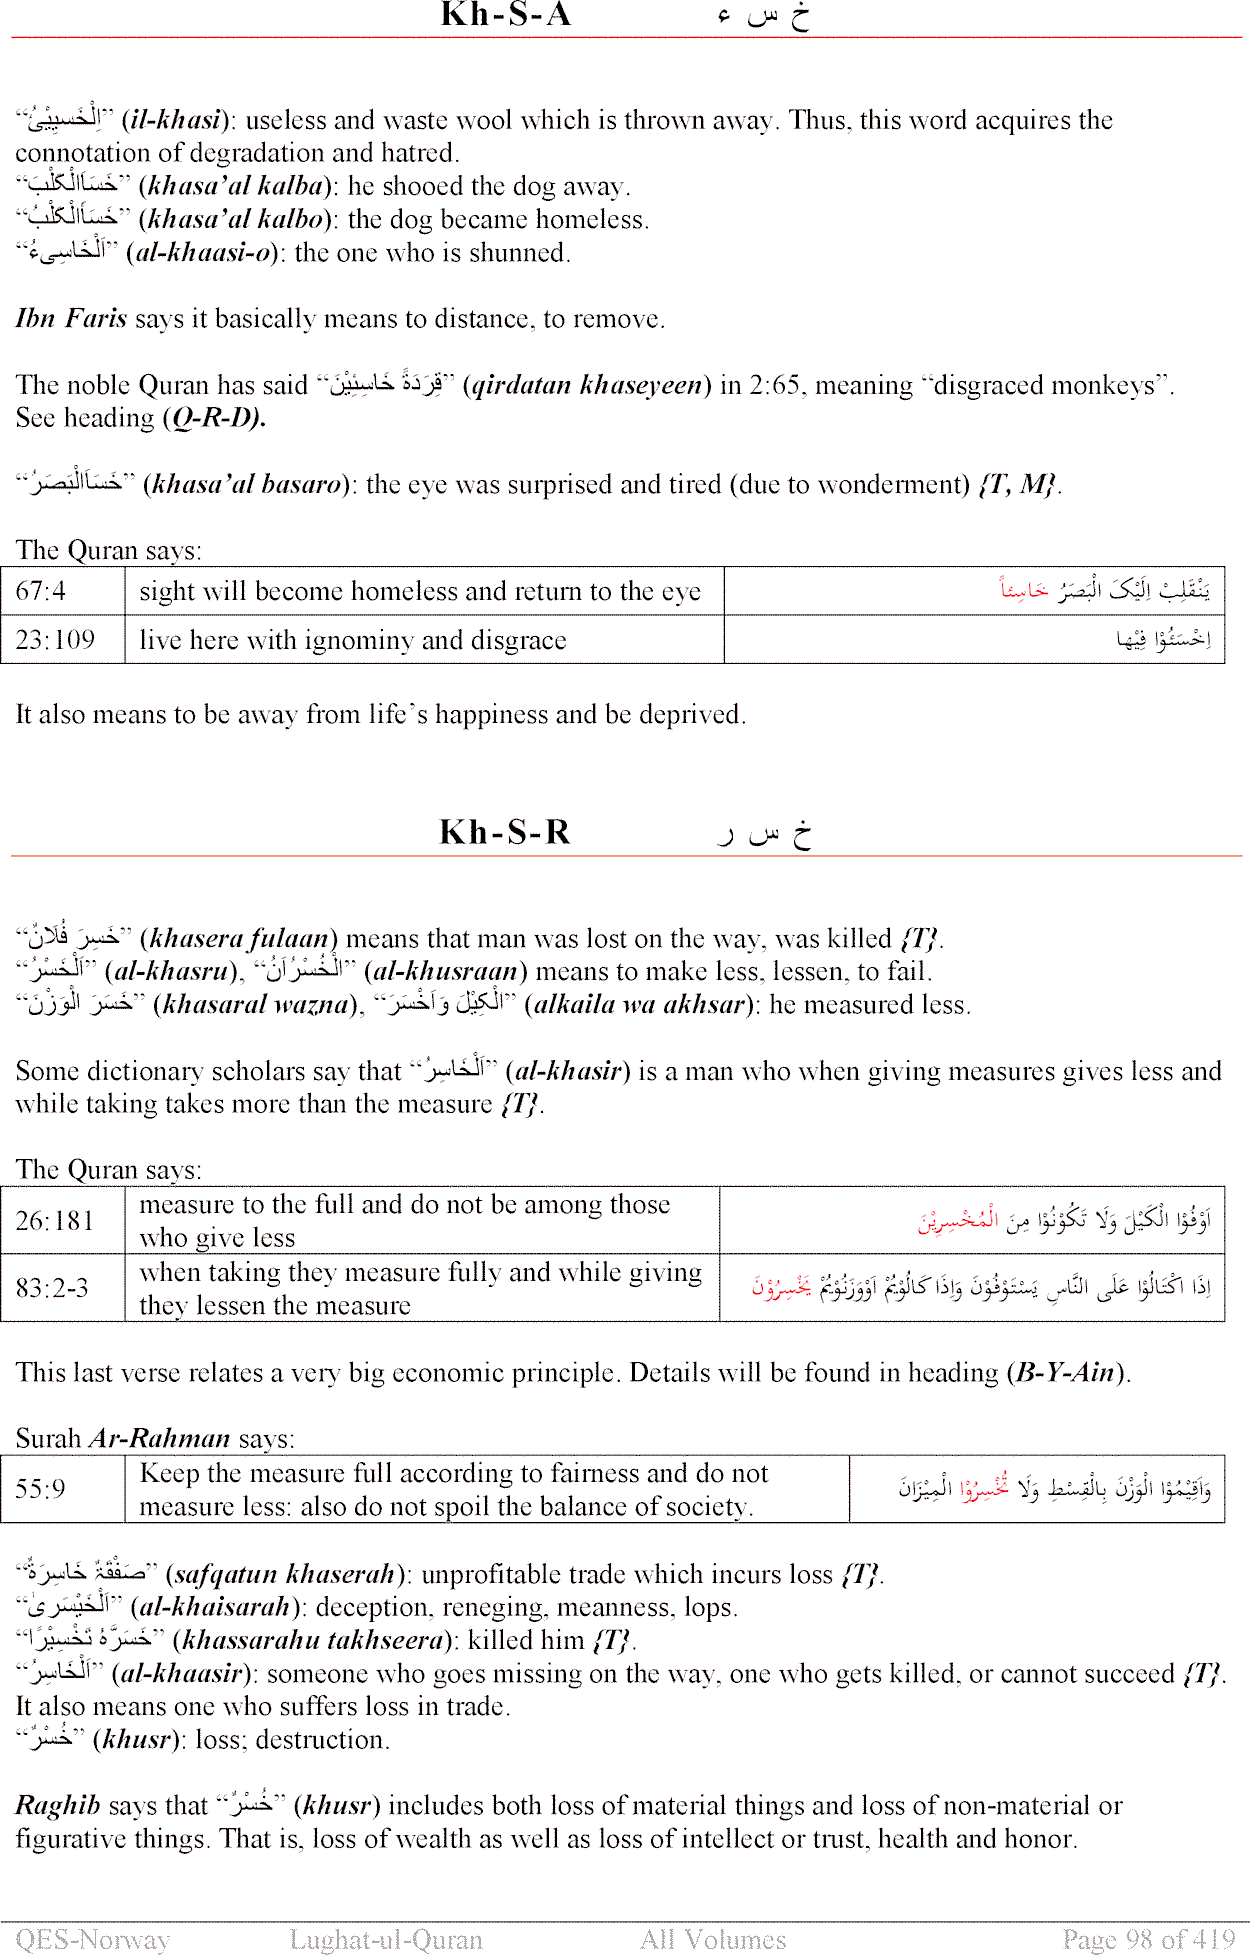 Kh-S-A خ س ء
“اِلْخَسِیْیُٔ” (il-khasi): useless and waste wool which is thrown away. Thus, this word acquires the
connotation of degradation and hatred.
“خَسَاَالْکَلْبَ” (khasa’al kalba): he shooed the dog away.
“خَسَأَالْکَلْبُ” (khasa’al kalbo): the dog became homeless.
“اَلْخَاسِیءُ” (al-khaasi-o): the one who is shunned.
Ibn Faris says it basically means to distance, to remove.
The noble Quran has said “قِرَدَةً خَاسِئِیْنَ” (qirdatan khaseyeen) in 2:65, meaning “disgraced monkeys”.
See heading (Q-R-D).
“خَسَاَالْبَصَرُ” (khasa’al basaro): the eye was surprised and tired (due to wonderment) {T, M}.
The Quran says:
67:4 sight will become homeless and return to the eye یَنْقَلِبْ اِلَیْکَ الْبَصَرُ خَاسِئاً
23:109 live here with ignominy and disgrace اِخْسَئُوْا فِیْها
It also means to be away from life’s happiness and be deprived.
Kh-S-R خ س ر
“خَسِرَ فُلَانٌ” (khasera fulaan) means that man was lost on the way, was killed {T}.
“اَلْخَسْرُ” (al-khasru), “الْخُسْرُاَنُ” (al-khusraan) means to make less, lessen, to fail.
“خَسَرَ الْوَزْنَ” (khasaral wazna), “الْکِیْلَ وَاَخْسَرَ” (alkaila wa akhsar): he measured less.
Some dictionary scholars say that “اَلْخَاسِرُ” (al-khasir) is a man who when giving measures gives less and
while taking takes more than the measure {T}.
The Quran says:
26:181 measure to the full and do not be among those
who give less اَوْفُوْا الْکَیْلَ وَلَا تَکُوْنُوْا مِنَ الْمُخْسِرِیْنَ
83:2-3 when taking they measure fully and while giving
they lessen the measure اِذَا اکْتَالُوْا عَلَی النَّاسِ یَسْتَوْفُوْنَ وَاِذَا کَالُوْہُمْ اَوْوَزَنُوْہُمْ یُخْسِرُوْنَ
This last verse relates a very big economic principle. Details will be found in heading (B-Y-Ain).
Surah Ar-Rahman says:
55:9 Keep the measure full according to fairness and do not
measure less: also do not spoil the balance of society. وَاَقِیْمُوْا الْوَزْنَ بِالْقِسْطِ وَلَا تُخْسِرُوْا الْمِیْزَانَ
“صَفْقَةٌ خَاسِرَةٌ” (safqatun khaserah): unprofitable trade which incurs loss {T}.
“اَلْخَیْسَریٰ” (al-khaisarah): deception, reneging, meanness, lops.
“خَسَرَّہُ تَخْسِیْرًا” (khassarahu takhseera): killed him {T}.
“اَلْخَاسِرُ” (al-khaasir): someone who goes missing on the way, one who gets killed, or cannot succeed {T}.
It also means one who suffers loss in trade.
“خُسْرٌ” (khusr): loss; destruction.
Raghib says that “خُسْرٌ” (khusr) includes both loss of material things and loss of non-material or
figurative things. That is, loss of wealth as well as loss of intellect or trust, health and honor.
QES-Norway Lughat-ul-Quran All Volumes Page 98 of 419